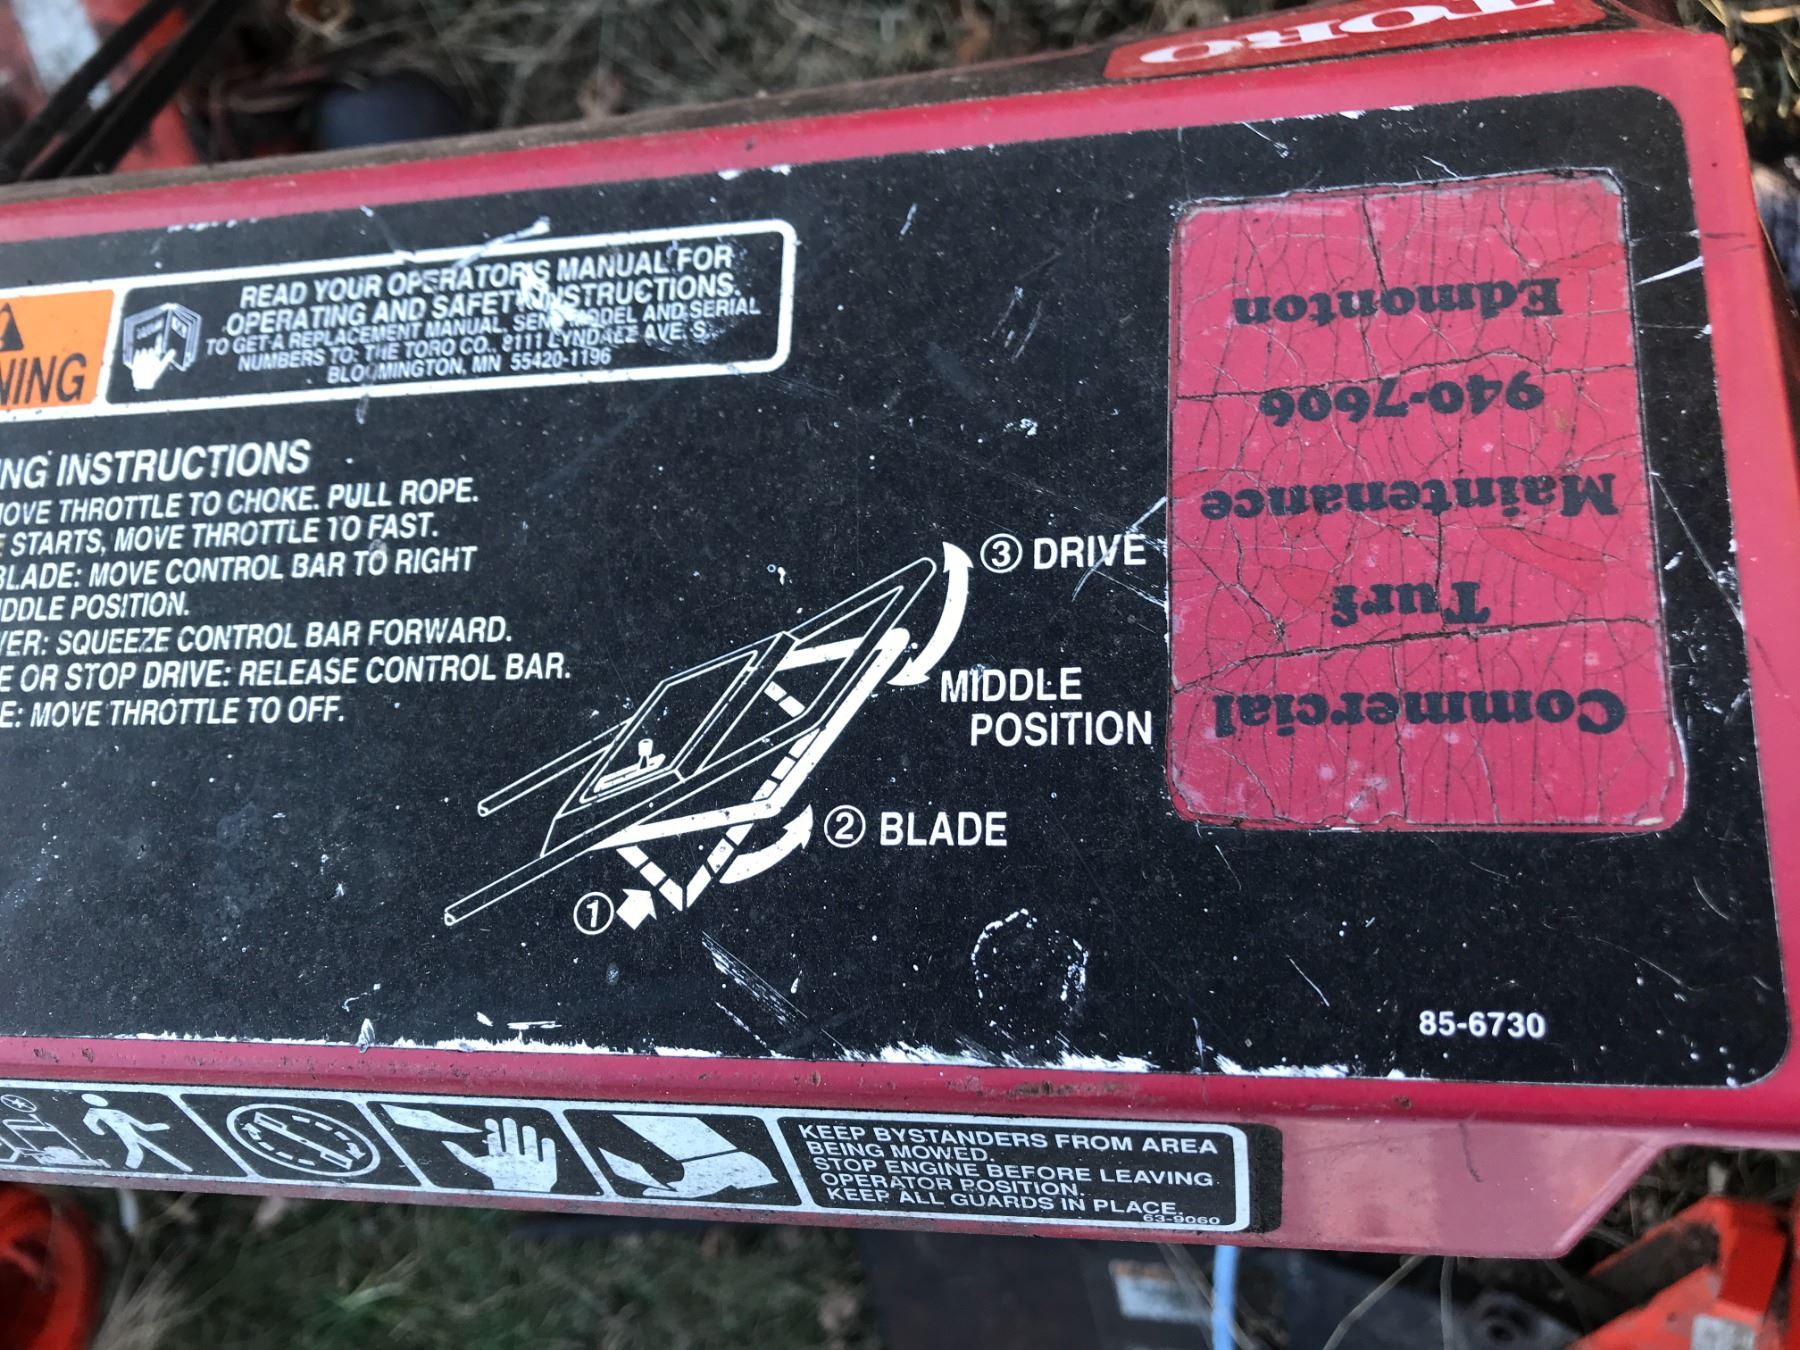 TORO
READ YOUR OPERATOR'S MANUAL FOR
OPERATING AND SAFETY INSTRUCTIONS.
TO GET A REPLACEMENT MANUAL, SEND MODEL AND SERIAL
NUMBERS TO: THE TORO CO. 8111 LYNDALE AVE. S.
BLOOMINGTON, MN 55420-1196
NING
NG INSTRUCTIONS
MOVE THROTTLE TO CHOKE. PULL ROPE.
STARTS, MOVE THROTTLE TO FAST.
BLADE: MOVE CONTROL BAR TO RIGHT
IDDLE POSITION.
VER: SQUEEZE CONTROL BAR FORWARD.
E OR STOP DRIVE: RELEASE CONTROL BAR.
E: MOVE THROTTLE TO OFF.
3 DRIVE
MIDDLE
POSITION
2 BLADE
1
Commercial
Turf
Maintenance
940-7606
Edmonton
85-6730
KEEP BYSTANDERS FROM AREA
BEING MOWED.
STOP ENGINE BEFORE LEAVING
OPERATOR POSITION.
KEEP ALL GUARDS IN PLACE.
63-9060